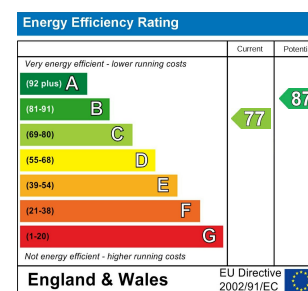 Energy Efficiency Rating
Current Potenti
Very energy efficient - lower running costs
(92 plus) A
(81-91) B
(69-80) C
(55-68) D
(39-54) E
(21-38) F
(1-20) G
77
87
Not energy efficient - higher running costs
England & Wales
EU Directive
2002/91/EC